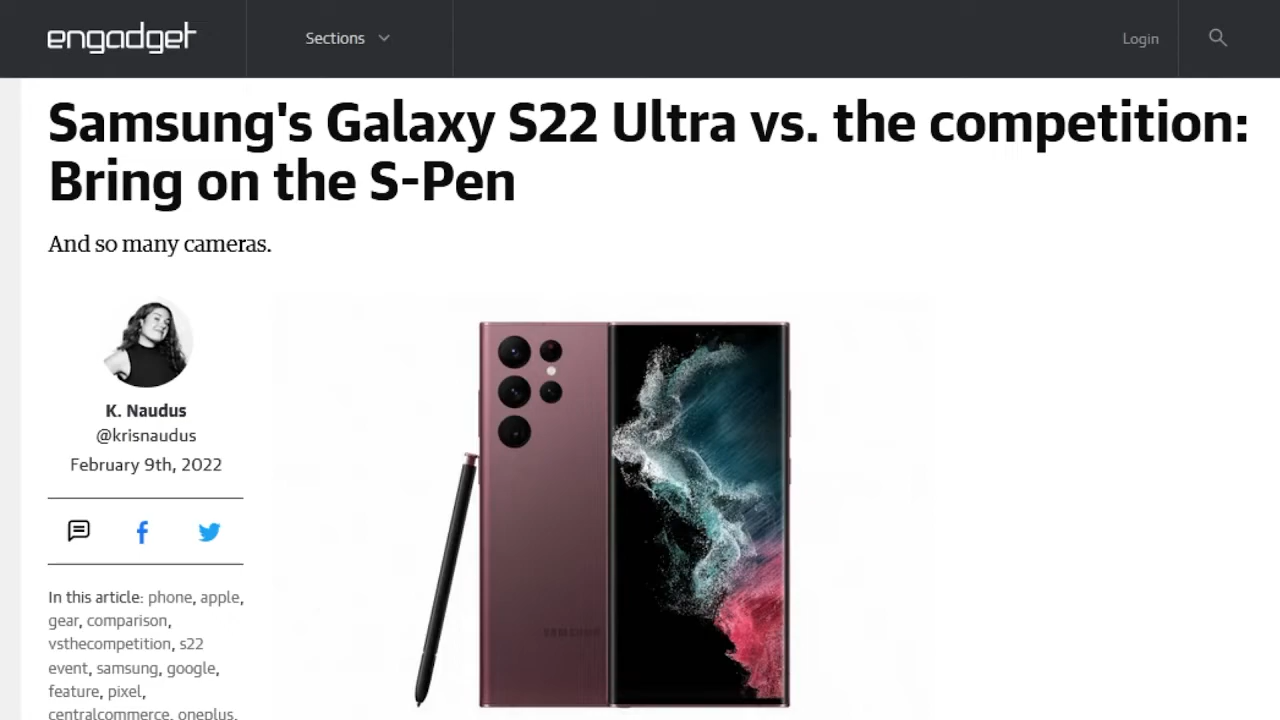 engadget
Sections
Login
Samsung's Galaxy S22 Ultra vs. the competition:
Bring on the S-Pen
And so many cameras.
K. Naudus
@krisnaudus
February 9th, 2022
In this article: phone, apple,
gear, comparison,
vsthecompetition, s22
event, samsung, google,
feature, pixel,
centralcommerce, oneplus,
SAMSUNG